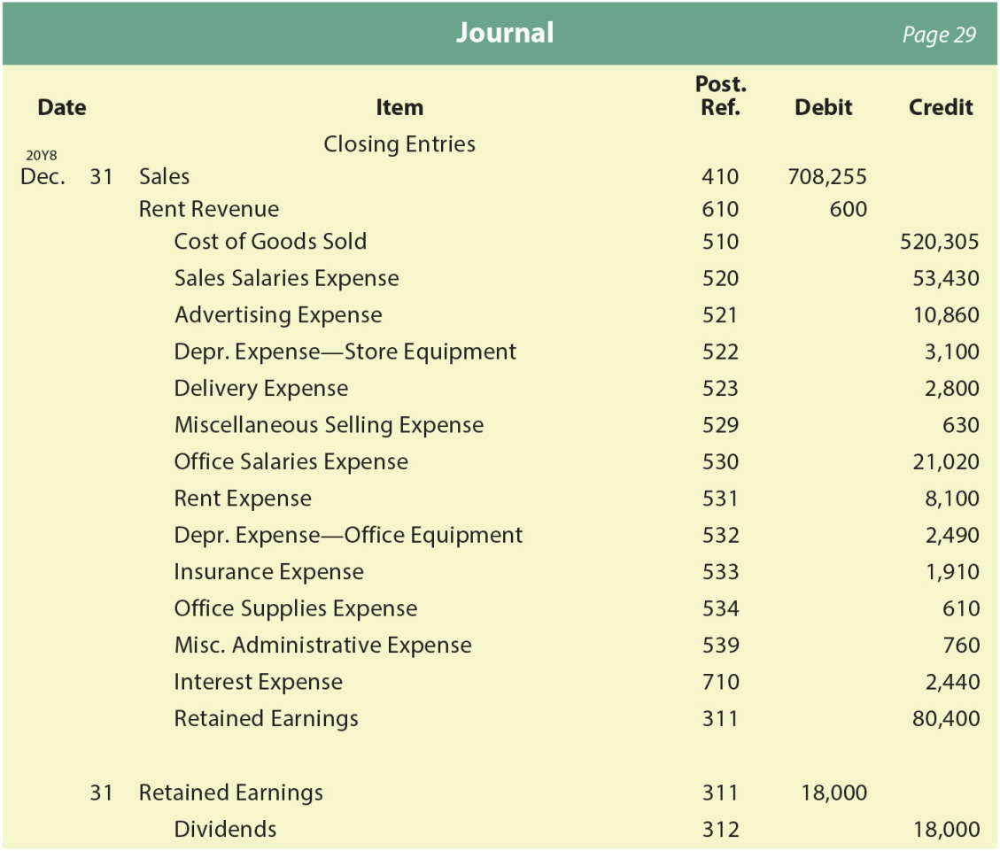 Journal Page 29
Post.
Date Item Ref. Debit Credit
Closing Entries
20Y8
Dec. 31 Sales 410 708,255
Rent Revenue 610 600
Cost of Goods Sold 510 520,305
Sales Salaries Expense 520 53,430
Advertising Expense 521 10,860
Depr. Expense—Store Equipment 522 3,100
Delivery Expense 523 2,800
Miscellaneous Selling Expense 529 630
Office Salaries Expense 530 21,020
Rent Expense 531 8,100
Depr. Expense—Office Equipment 532 2,490
Insurance Expense 533 1,910
Office Supplies Expense 534 610
Misc. Administrative Expense 539 760
Interest Expense 710 2,440
Retained Earnings 311 80,400
31 Retained Earnings 311 18,000
Dividends 312 18,000